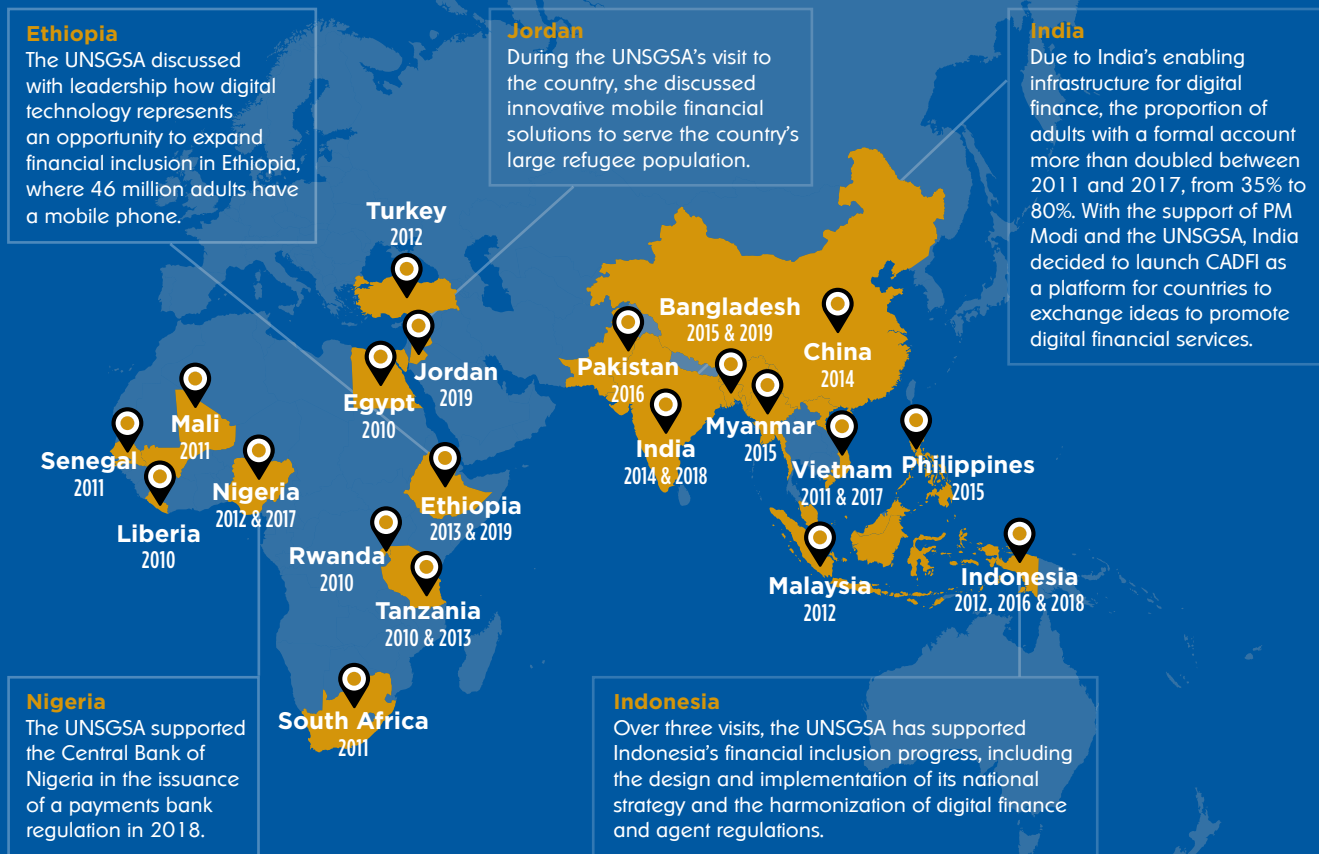 Ethiopia
The UNSGSA discussed
with leadership how digital
technology represents
an opportunity to expand
financial inclusion in Ethiopia,
where 46 million adults have
a mobile phone.
Jordan
During the UNSGSA's visit to
the country, she discussed
innovative mobile financial
solutions to serve the country's
large refugee population.
India
Due to India's enabling
infrastructure for digital
finance, the proportion of
adults with a formal account
more than doubled between
2011 and 2017, from 35% to
80%. With the support of PM
Modi and the UNSGSA, India
decided to launch CADFI as
a platform for countries to
exchange ideas to promote
digital financial services.
Turkey
2012
Jordan
2019
Egypt
2010
Mali
2011
Senegal
2011
Liberia
2010
Nigeria
2012 & 2017
Ethiopia
2013 & 2019
Rwanda
2010
Tanzania
2010 & 2013
South Africa
2011
Pakistan
2016
Bangladesh
2015 & 2019
China
2014
India
2014 & 2018
Myanmar
2015
Vietnam
2011 & 2017
Philippines
2015
Malaysia
2012
Indonesia
2012, 2016 & 2018
Nigeria
The UNSGSA supported
the Central Bank of
Nigeria in the issuance
of a payments bank
regulation in 2018.
Indonesia
Over three visits, the UNSGSA has supported
Indonesia's financial inclusion progress, including
the design and implementation of its national
strategy and the harmonization of digital finance
and agent regulations.